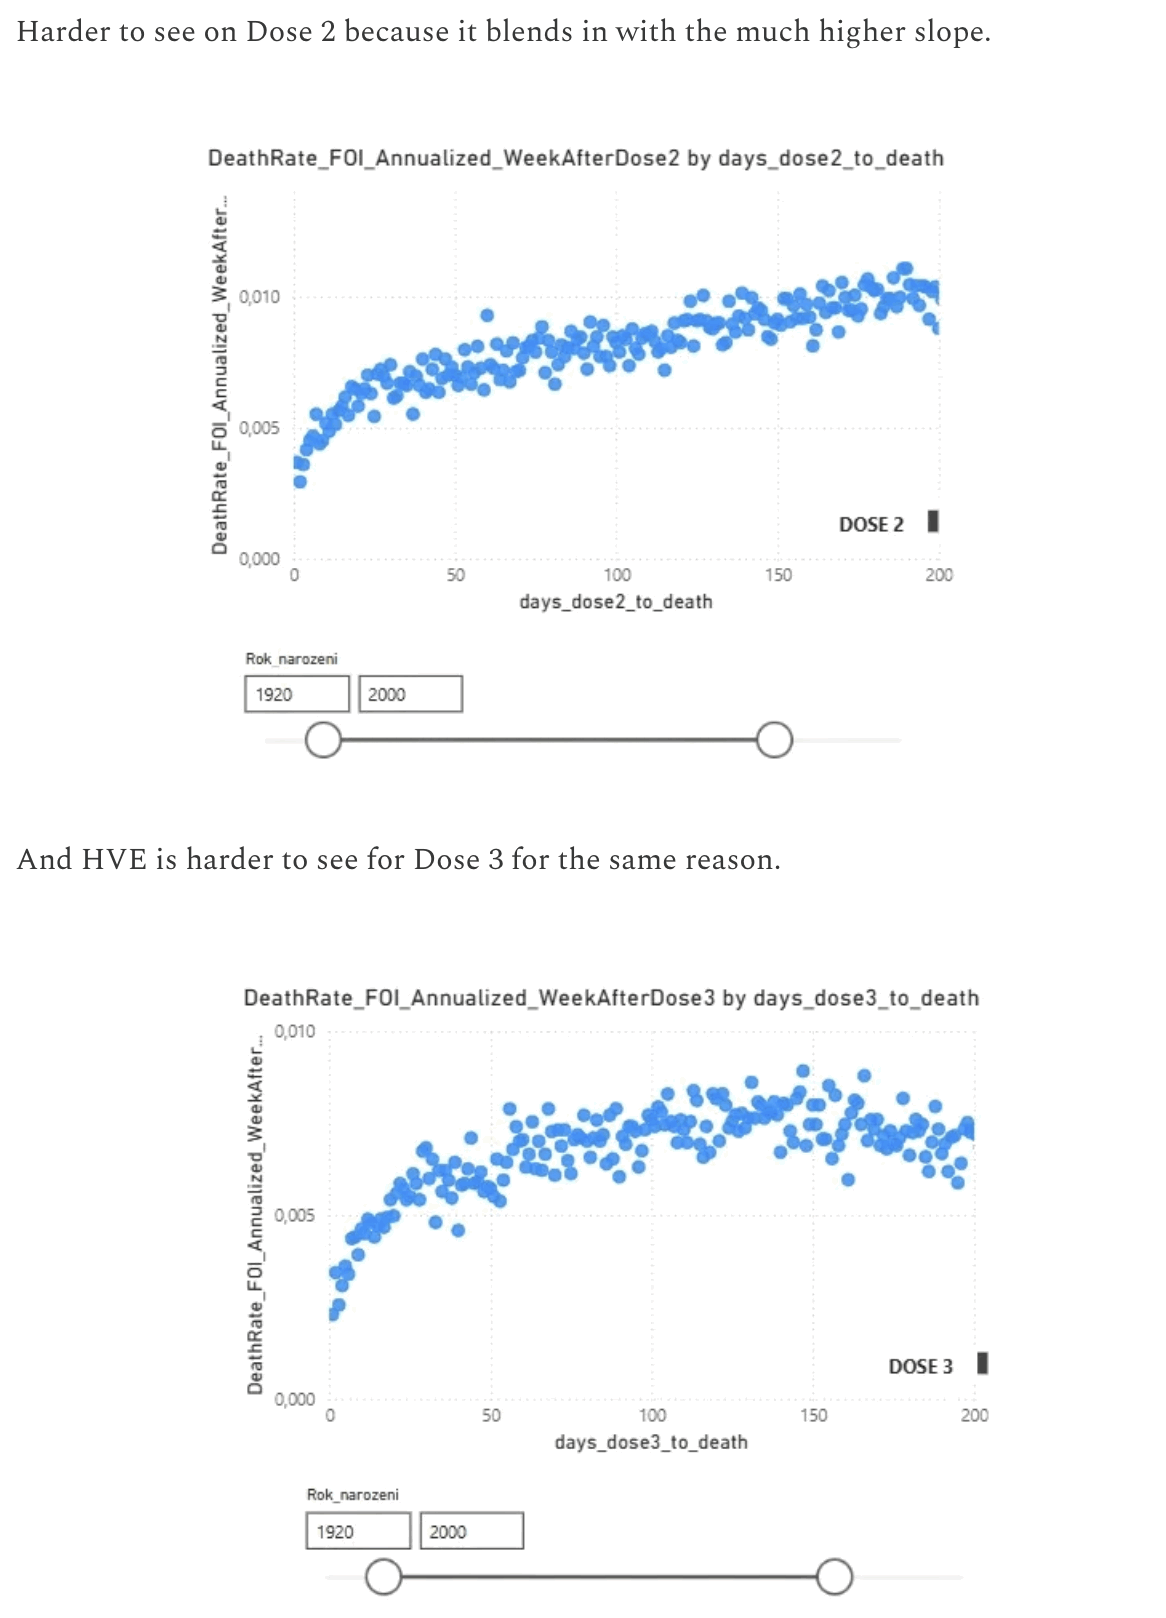 Harder to see on Dose 2 because it blends in with the much higher slope.
DeathRate_FOI_Annualized_WeekAfterDose2 by days_dose2_to_death
DeathRate_FOI_Annualized_WeekAfter...
0,010
0,005
0,000
0
50
100
150
200
DOSE 2
days_dose2_to_death
Rok_narozeni
1920
2000
And HVE is harder to see for Dose 3 for the same reason.
DeathRate_FOI_Annualized_WeekAfterDose3 by days_dose3_to_death
DeathRate_FOI_Annualized_WeekAfter...
0,010
0,005
0,000
0
50
100
150
200
DOSE 3
days_dose3_to_death
Rok_narozeni
1920
2000